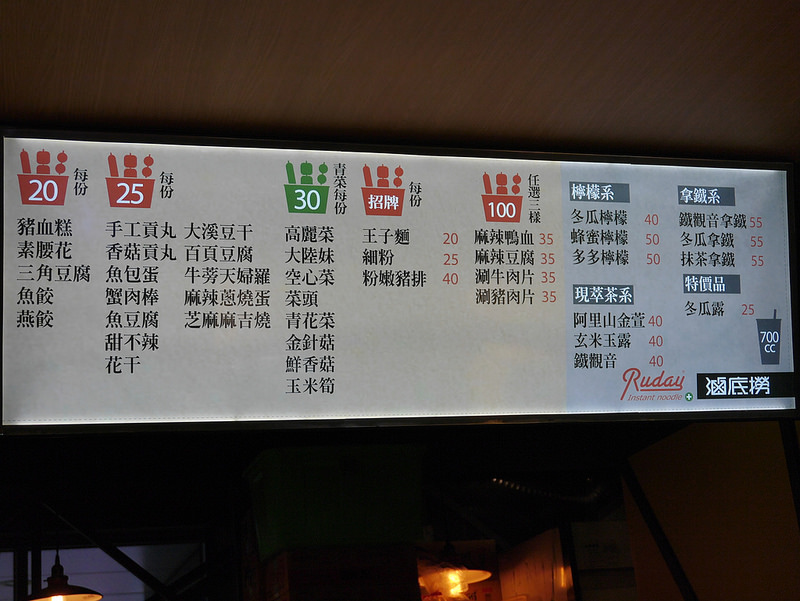 20 每份
豬血糕
素腰花
三角豆腐
魚餃
燕餃
25 每份
手工貢丸
香菇貢丸
魚包蛋
蟹肉棒
魚豆腐
甜不辣
花干
大溪豆干
百頁豆腐
牛蒡天婦羅
麻辣蔥燒蛋
芝麻麻吉燒
30 青菜每份
高麗菜
大陸妹
空心菜
菜頭
青花菜
金針菇
鮮香菇
玉米筍
招牌 每份
王子麵 20
細粉 25
粉嫩豬排 40
100 任選三樣
麻辣鴨血 35
麻辣豆腐 35
涮牛肉片 35
涮豬肉片 35
檸檬系
冬瓜檸檬 40
蜂蜜檸檬 50
多多檸檬 50
現萃茶系
阿里山金萱 40
玄米玉露 40
鐵觀音 40
拿鐵系
鐵觀音拿鐵 55
冬瓜拿鐵 55
抹茶拿鐵 55
特價品
冬瓜露 25
700
CC
Ruday
Instant noodle
滷底撈